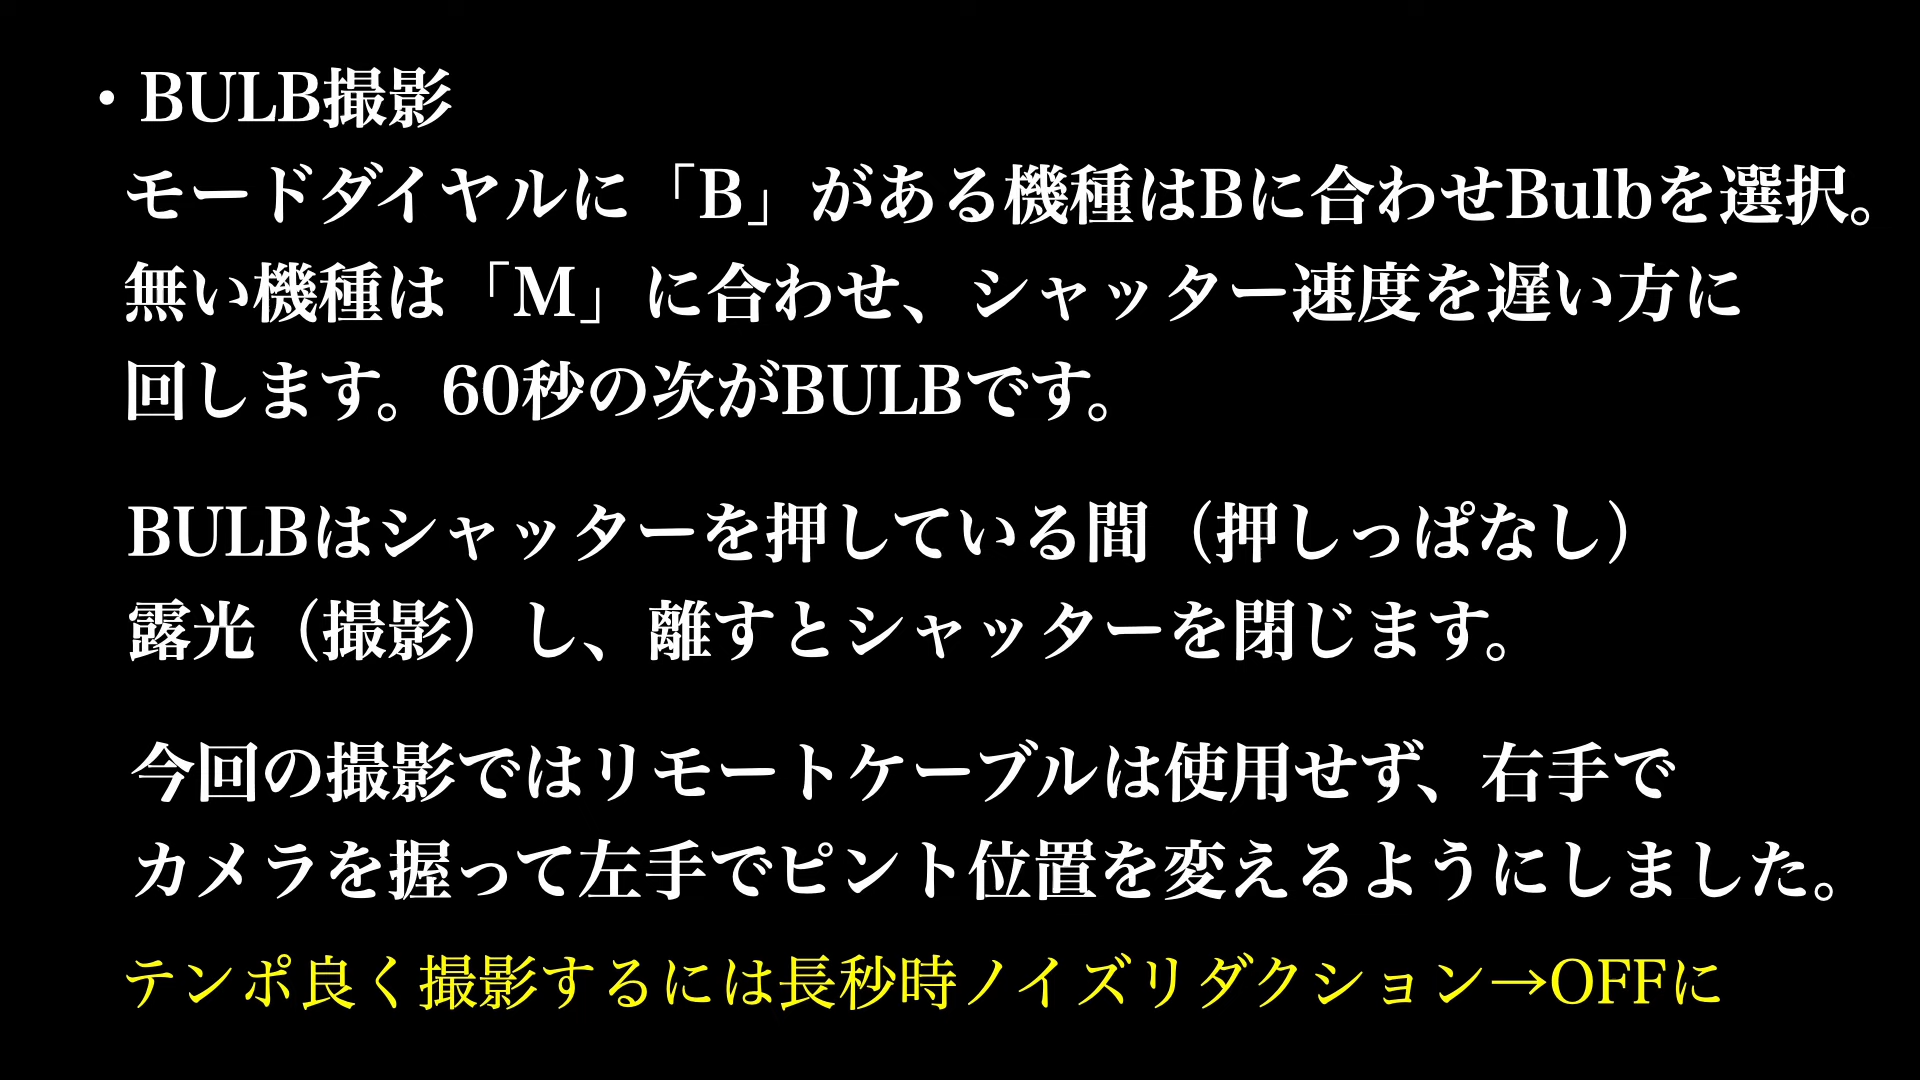 ・BULB撮影
モードダイヤルに「B」がある機種はBに合わせBulbを選択。
無い機種は「M」に合わせ、シャッター速度を遅い方に
回します。60秒の次がBULBです。
BULBはシャッターを押している間（押しっぱなし）
露光（撮影）し、離すとシャッターを閉じます。
今回の撮影ではリモートケーブルは使用せず、右手で
カメラを握って左手でピント位置を変えるようにしました。
テンポ良く撮影するには長秒時ノイズリダクション→OFFに